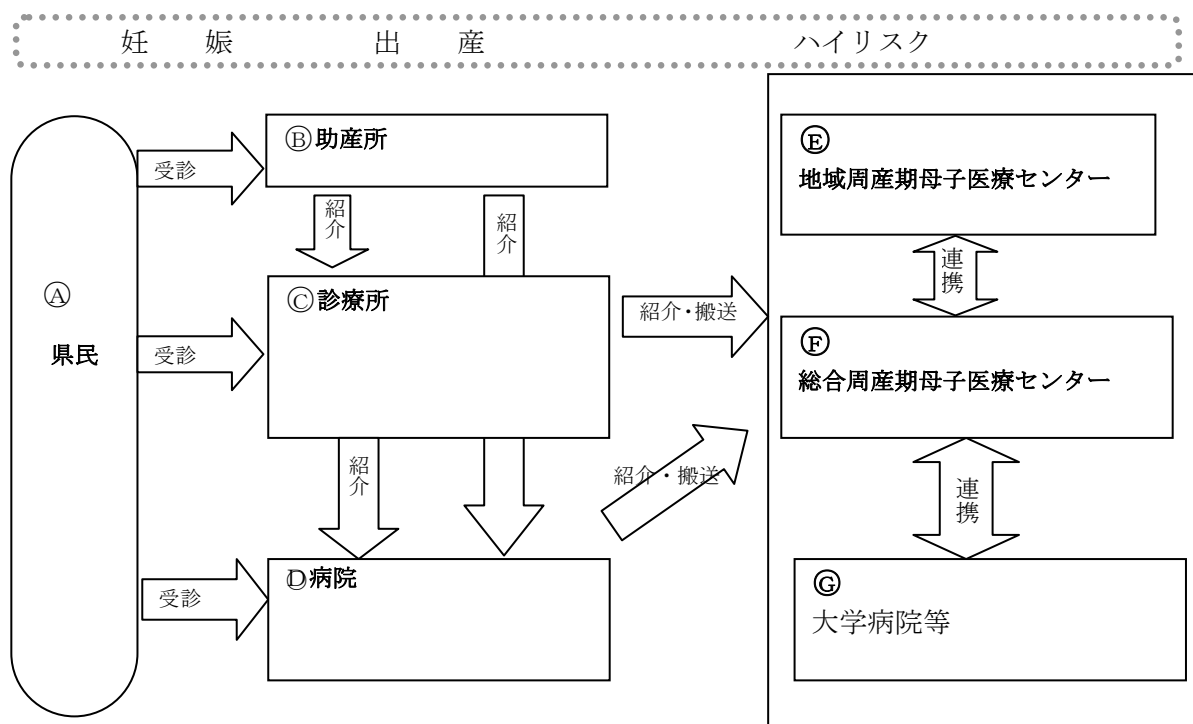 妊娠 出産 ハイリスク
Ⓑ助産所
受診
紹介
紹介
Ⓐ
県民
Ⓒ診療所
受診
紹介・搬送
紹介
紹介・搬送
Ⓓ病院
受診
Ⓔ
地域周産期母子医療センター
連携
Ⓕ
総合周産期母子医療センター
連携
Ⓖ
大学病院等